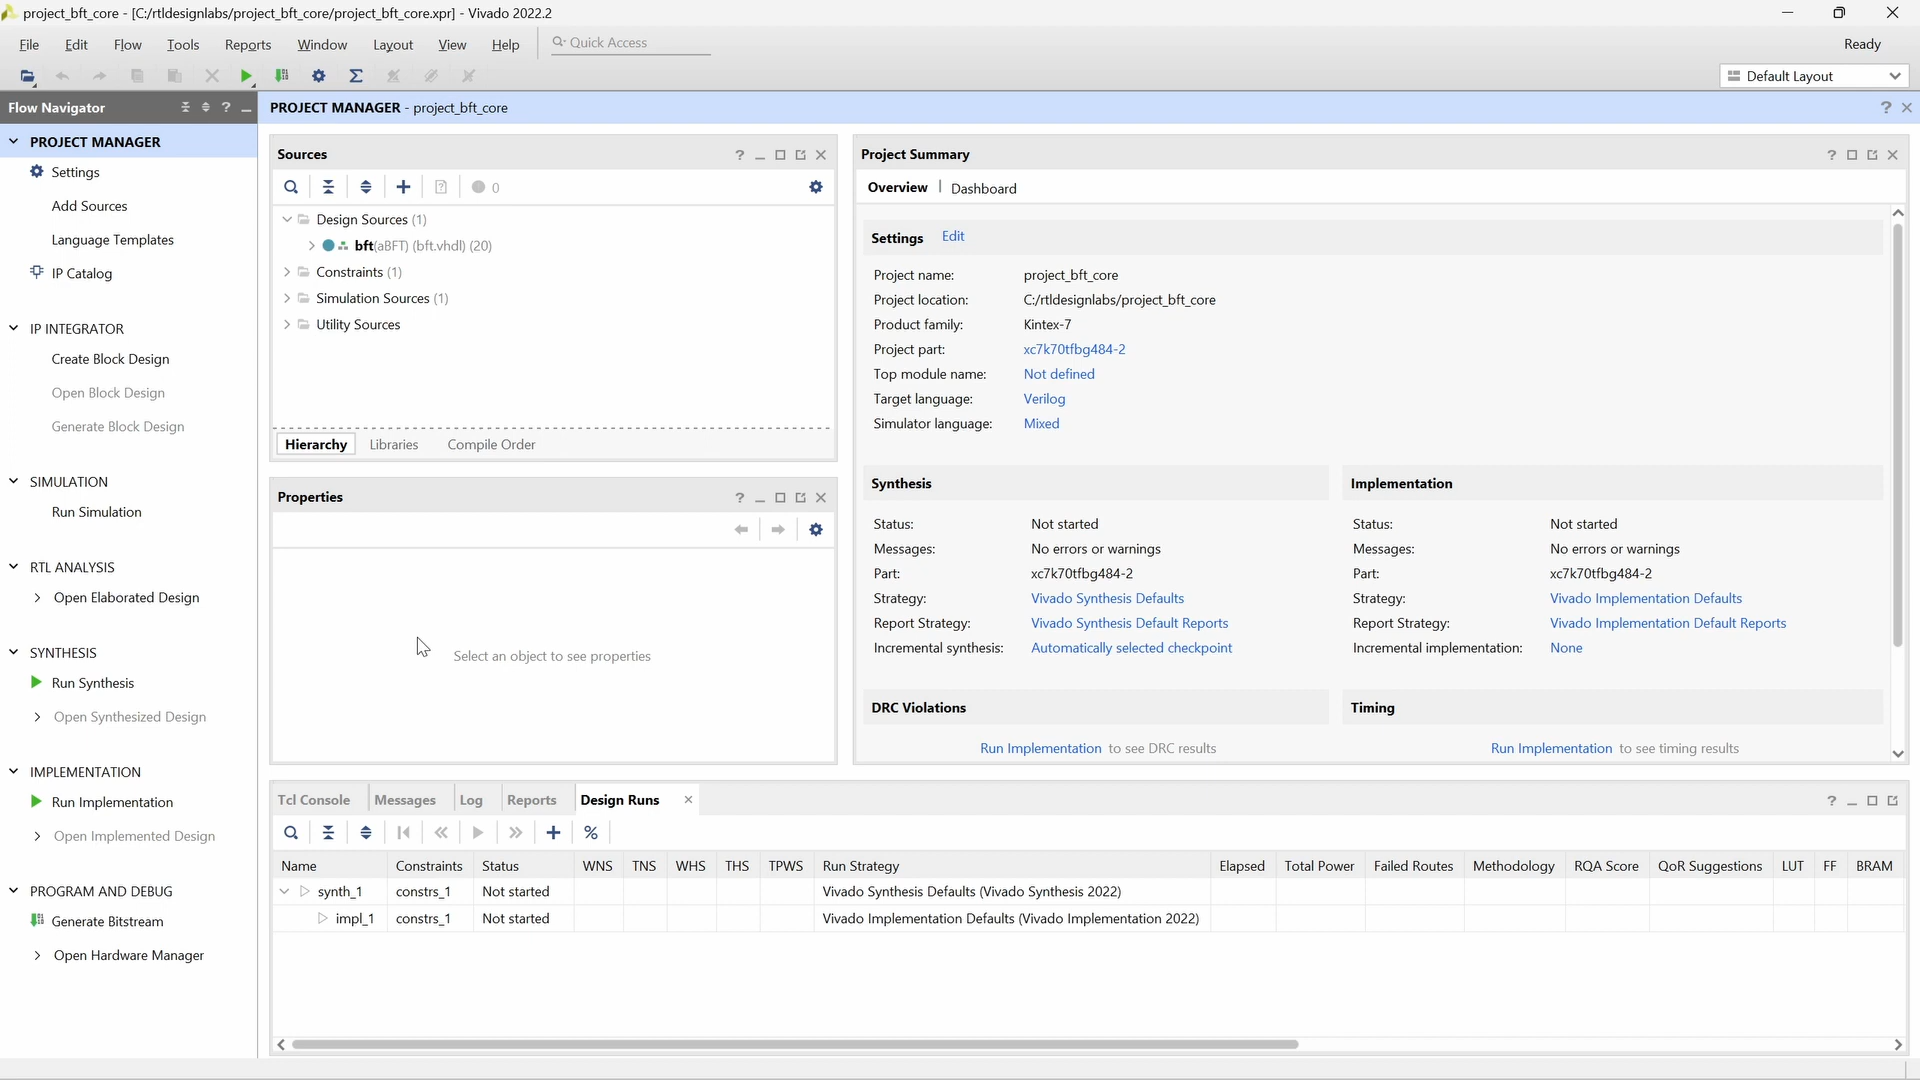 project_bft_core - [C:/rtldesignlabs/project_bft_core/project_bft_core.xpr] - Vivado 2022.2
File Edit Flow Tools Reports Window Layout View Help Quick Access Ready
Default Layout
Flow Navigator
PROJECT MANAGER
Settings
Add Sources
Language Templates
IP Catalog
IP INTEGRATOR
Create Block Design
Open Block Design
Generate Block Design
SIMULATION
Run Simulation
RTL ANALYSIS
Open Elaborated Design
SYNTHESIS
Run Synthesis
Open Synthesized Design
IMPLEMENTATION
Run Implementation
Open Implemented Design
PROGRAM AND DEBUG
Generate Bitstream
Open Hardware Manager
PROJECT MANAGER - project_bft_core
Sources
0
Design Sources (1)
bft(aBFT) (bft.vhdl) (20)
Constraints (1)
Simulation Sources (1)
Utility Sources
Hierarchy Libraries Compile Order
Properties
Select an object to see properties
Project Summary
Overview | Dashboard
Settings Edit
Project name: project_bft_core
Project location: C:/rtldesignlabs/project_bft_core
Product family: Kintex-7
Project part: xc7k70tfbg484-2
Top module name: Not defined
Target language: Verilog
Simulator language: Mixed
Synthesis
Status: Not started
Messages: No errors or warnings
Part: xc7k70tfbg484-2
Strategy: Vivado Synthesis Defaults
Report Strategy: Vivado Synthesis Default Reports
Incremental synthesis: Automatically selected checkpoint
Implementation
Status: Not started
Messages: No errors or warnings
Part: xc7k70tfbg484-2
Strategy: Vivado Implementation Defaults
Report Strategy: Vivado Implementation Default Reports
Incremental implementation: None
DRC Violations
Run Implementation to see DRC results
Timing
Run Implementation to see timing results
Tcl Console Messages Log Reports Design Runs
Name Constraints Status WNS TNS WHS THS TPWS Run Strategy Elapsed Total Power Failed Routes Methodology RQA Score QoR Suggestions LUT FF BRAM
synth_1 constrs_1 Not started Vivado Synthesis Defaults (Vivado Synthesis 2022)
impl_1 constrs_1 Not started Vivado Implementation Defaults (Vivado Implementation 2022)